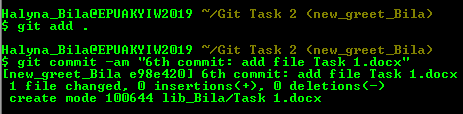 Halyna_Bila@EPUAKYIW2019 ~/Git Task 2 (new_greet_Bila)
$ git add .
Halyna_Bila@EPUAKYIW2019 ~/Git Task 2 (new_greet_Bila)
$ git commit -am "6th commit: add file Task 1.docx"
[new_greet_Bila e98e420] 6th commit: add file Task 1.docx
 1 file changed, 0 insertions(+), 0 deletions(-)
 create mode 100644 lib_Bila/Task 1.docx